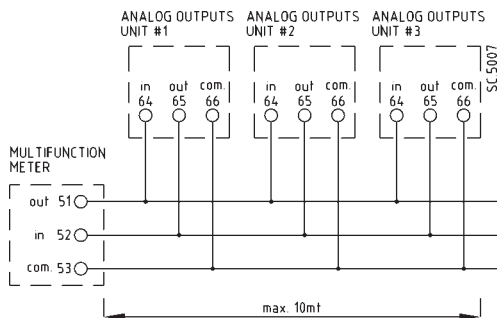 ANALOG OUTPUTS UNIT #1
ANALOG OUTPUTS UNIT #2
ANALOG OUTPUTS UNIT #3
SC5007
in out com.
64 65 66
in out com.
64 65 66
in out com.
64 65 66
MULTIFUNCTION
METER
out 51
in 52
com. 53
max. 10mt